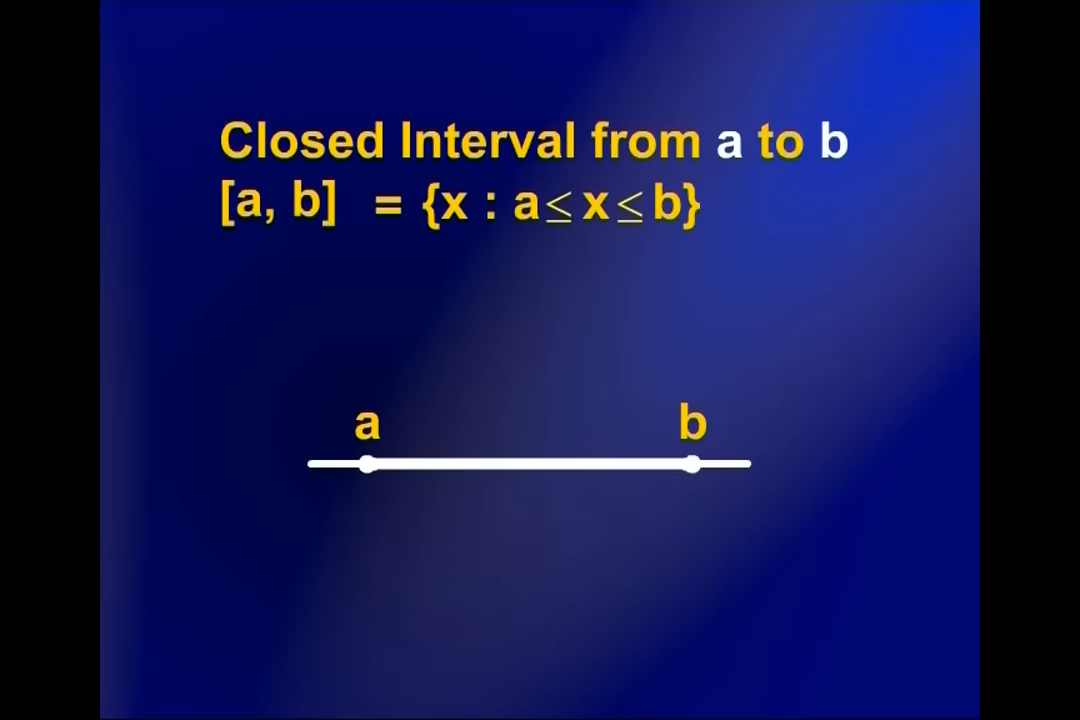 Closed Interval from a to b
[a, b] = {x : a ≤ x ≤ b}
a b